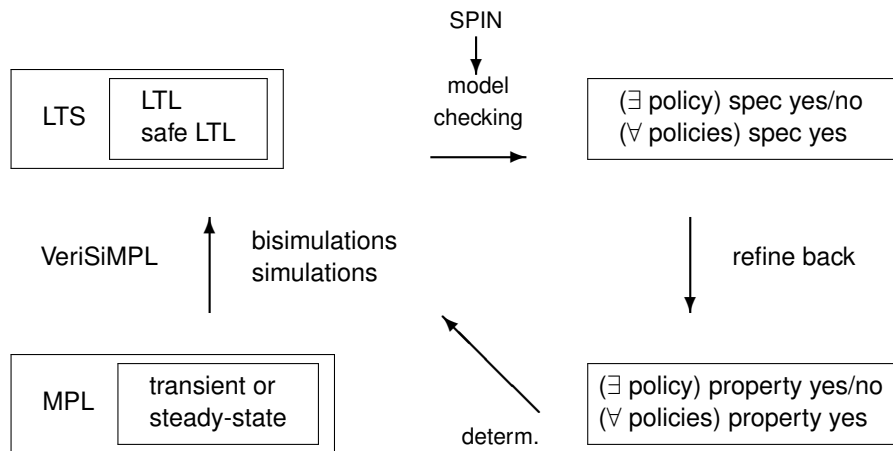 SPIN
model
checking
LTS
LTL
safe LTL
(∃ policy) spec yes/no
(∀ policies) spec yes
VeriSiMPL
bisimulations
simulations
refine back
MPL
transient or
steady-state
determ.
(∃ policy) property yes/no
(∀ policies) property yes